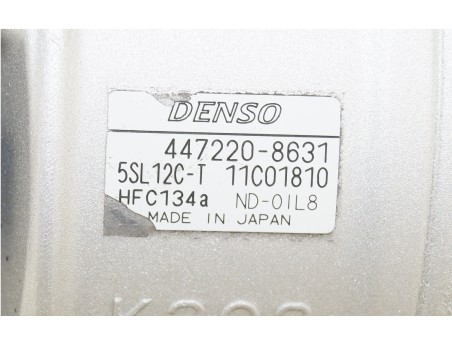 DENSO
447220-8631
5SL12C-T 11C01810
HFC134a ND-OIL8
MADE IN JAPAN